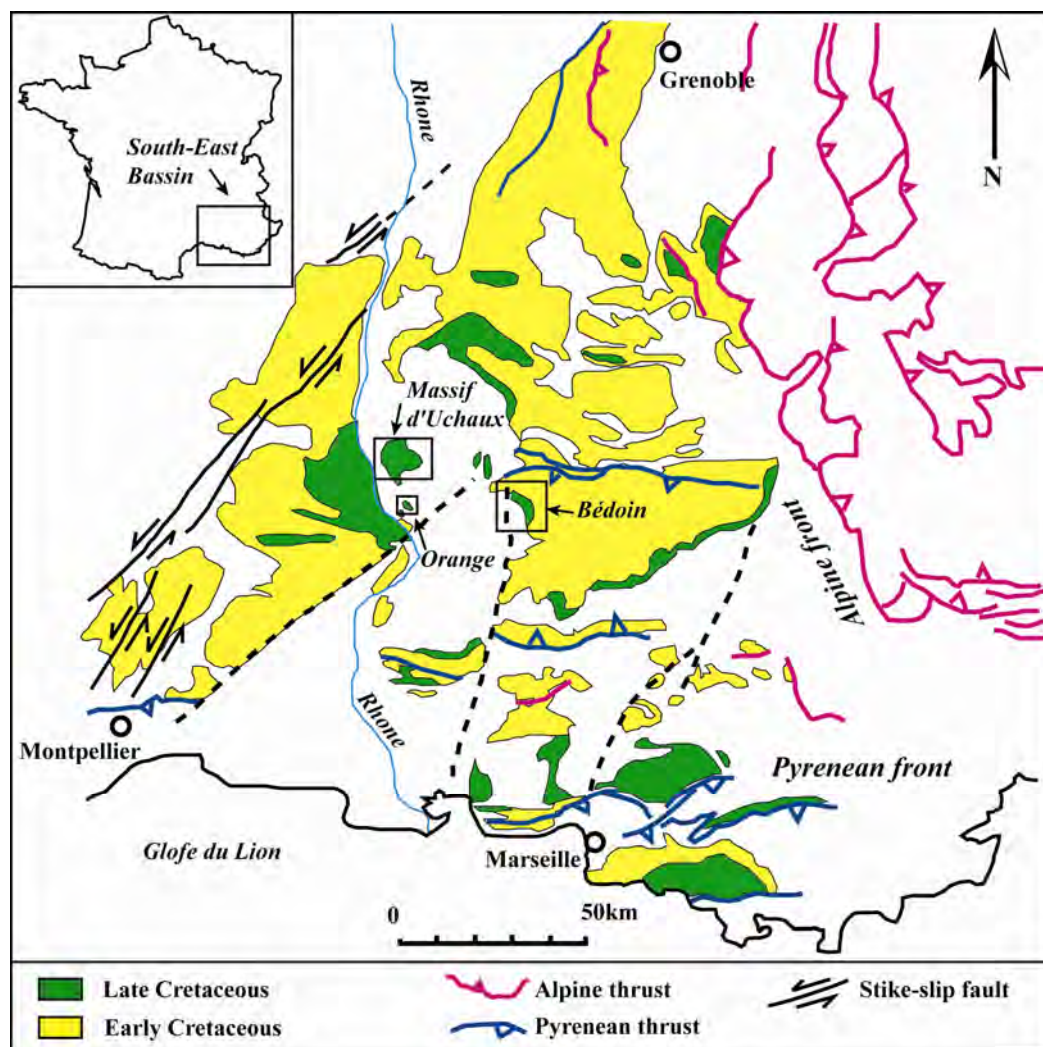 South-East
Bassin
Rhone
Grenoble
N
Massif
d'Uchaux
Bédoin
Orange
Alpine front
Rhone
Montpellier
Pyrenean front
Glofe du Lion
Marseille
0 50km
Late Cretaceous
Alpine thrust
Stike-slip fault
Early Cretaceous
Pyrenean thrust